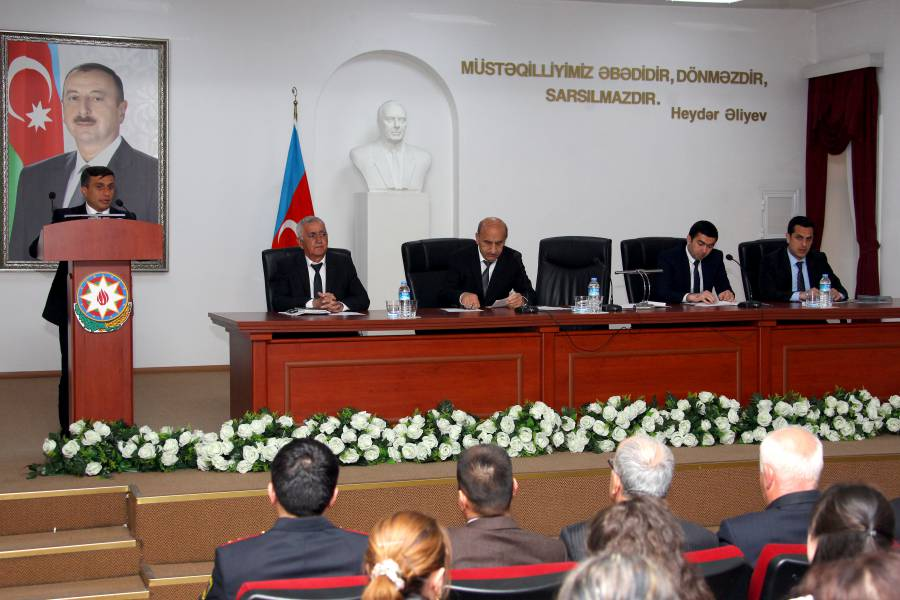 MÜSTƏQİLLİYİMİZ ƏBƏDİDİR, DÖNMƏZDİR,
SARSILMAZDIR.
Heydər Əliyev